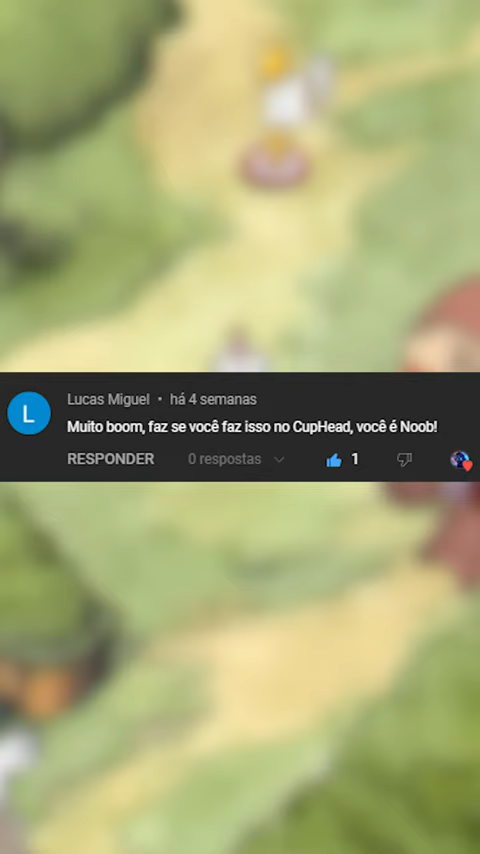 L
Lucas Miguel • há 4 semanas
Muito boom, faz se você faz isso no CupHead, você é Noob!
RESPONDER 0 respostas 1